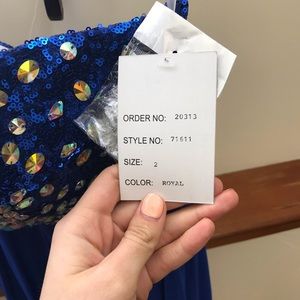 ORDER NO: 20313
STYLE NO: 71611
SIZE: 2
COLOR: ROYAL